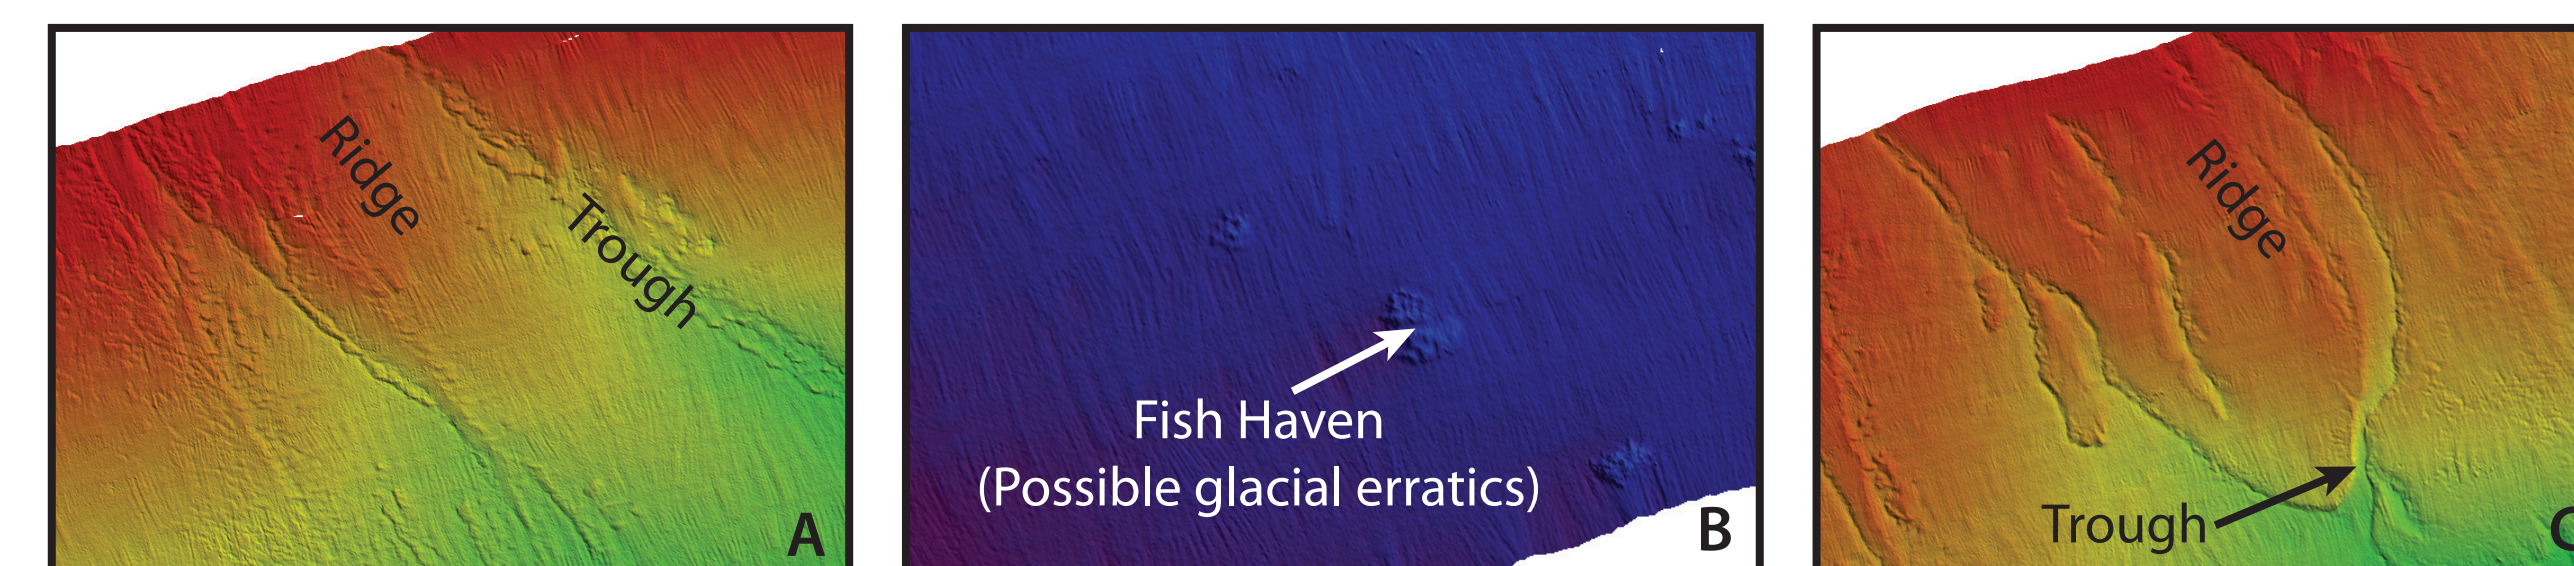 Ridge
Trough
A
Fish Haven
(Possible glacial erratics)
B
Ridge
Trough
C